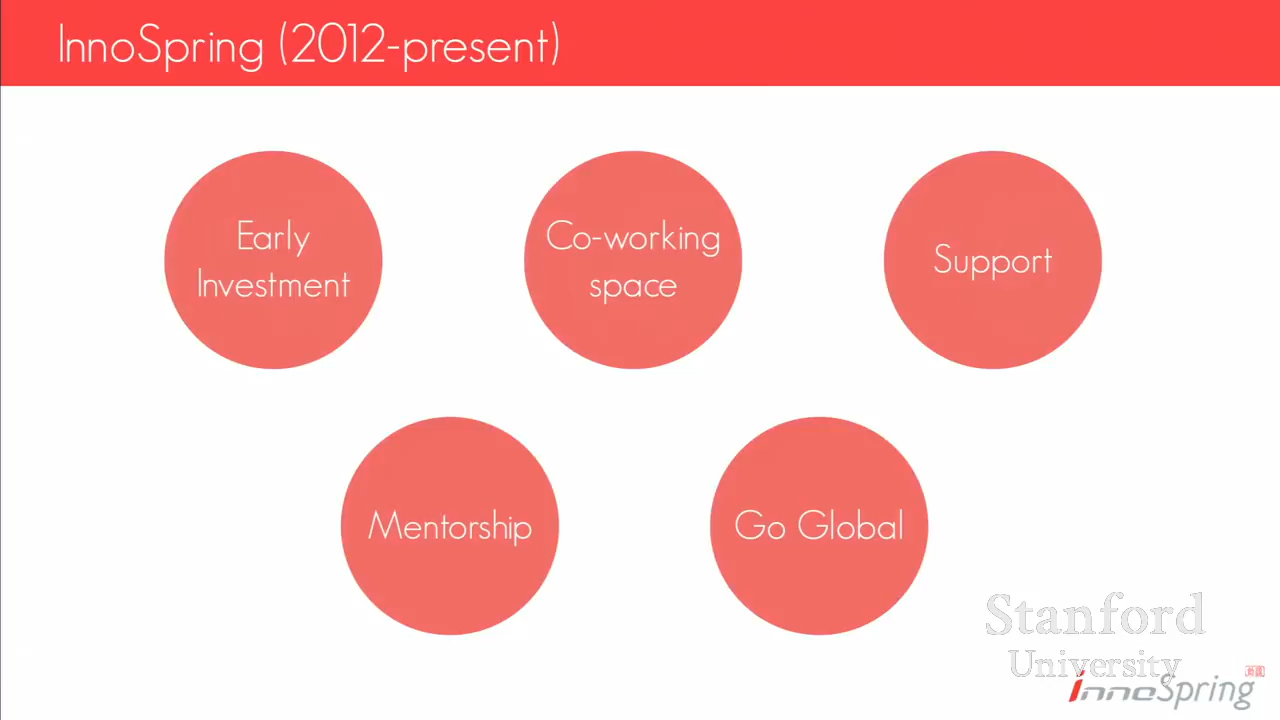 InnoSpring (2012-present)
Early
Investment
Co-working
space
Support
Mentorship
Go Global
Stanford
University
InnoSpring